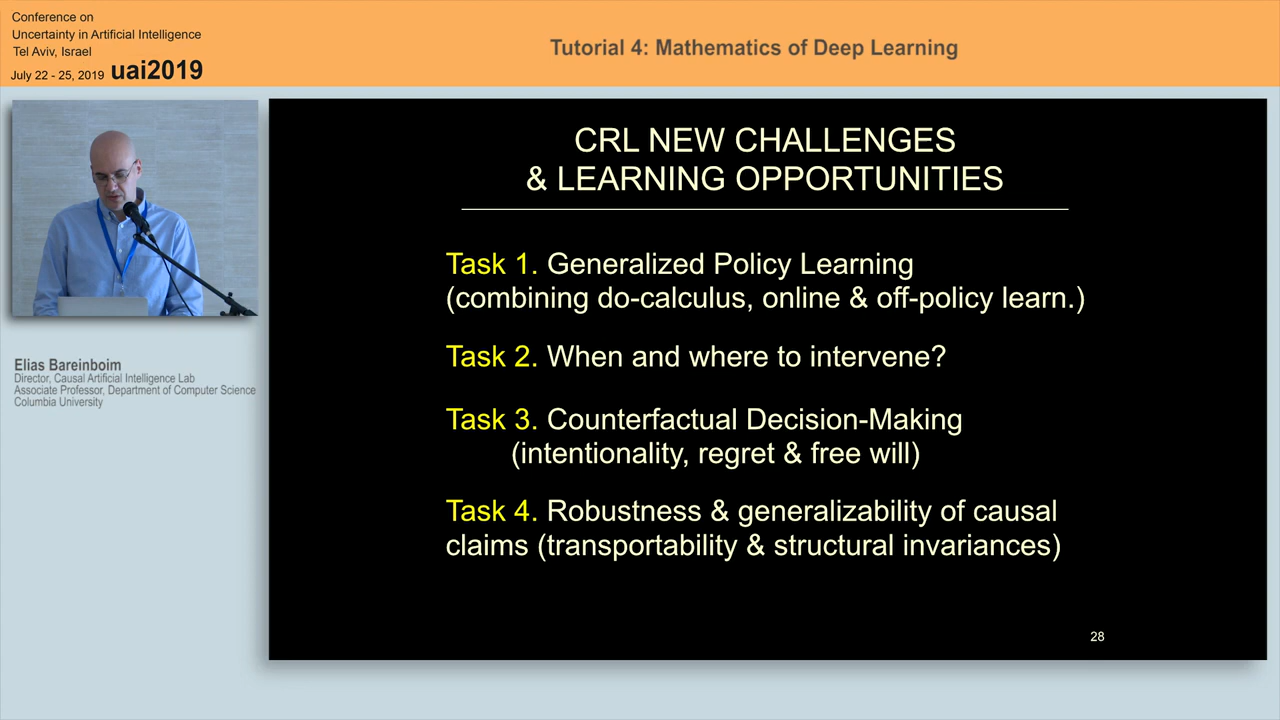 Conference on
Uncertainty in Artificial Intelligence
Tel Aviv, Israel
July 22 - 25, 2019 uai2019
Tutorial 4: Mathematics of Deep Learning
Elias Bareinboim
Director, Causal Artificial Intelligence Lab
Associate Professor, Department of Computer Science
Columbia University
CRL NEW CHALLENGES
& LEARNING OPPORTUNITIES
Task 1. Generalized Policy Learning
(combining do-calculus, online & off-policy learn.)
Task 2. When and where to intervene?
Task 3. Counterfactual Decision-Making
(intentionality, regret & free will)
Task 4. Robustness & generalizability of causal
claims (transportability & structural invariances)
28